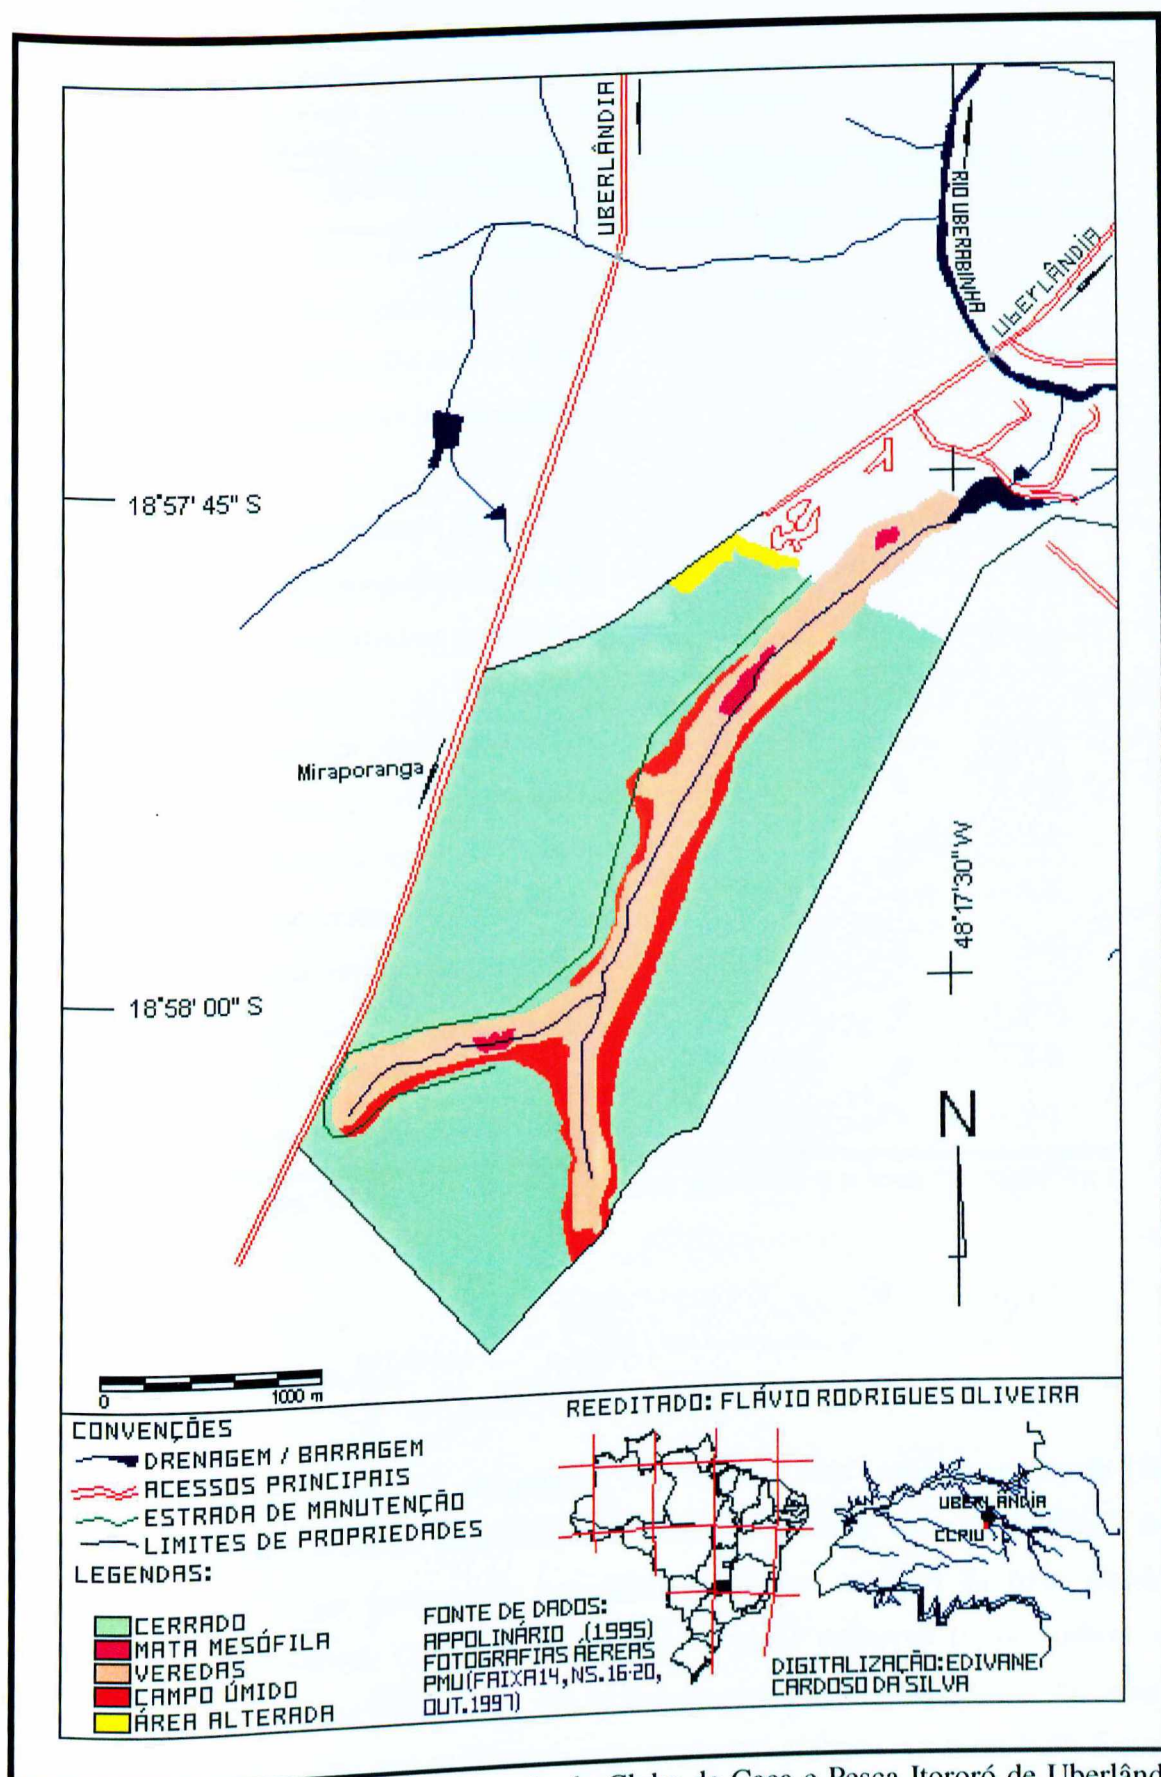 UBERLÂNDIA
RIO UBERABINHA
UBERLÂNDIA
18°57' 45" S
Miraporanga
48°17'30" W
18°58' 00" S
N
0 1000 m
REEDITADO: FLÁVIO RODRIGUES OLIVEIRA
CONVENÇÕES
DRENAGEM / BARRAGEM
ACESSOS PRINCIPAIS
ESTRADA DE MANUTENÇÃO
LIMITES DE PROPRIEDADES
LEGENDAS:
CERRADO
MATA MESÓFILA
VEREDAS
CAMPO ÚMIDO
ÁREA ALTERADA
FONTE DE DADOS:
APPOLINÁRIO (1995)
FOTOGRAFIAS ÁEREAS
PMU(FAIXA14, NS.16-20,
OUT.1997)
UBERLÂNDIA
CCPIU
DIGITALIZAÇÃO: EDIVANE
CARDOSO DA SILVA
Clube de Caça e Pesca Itororó de Uberlând